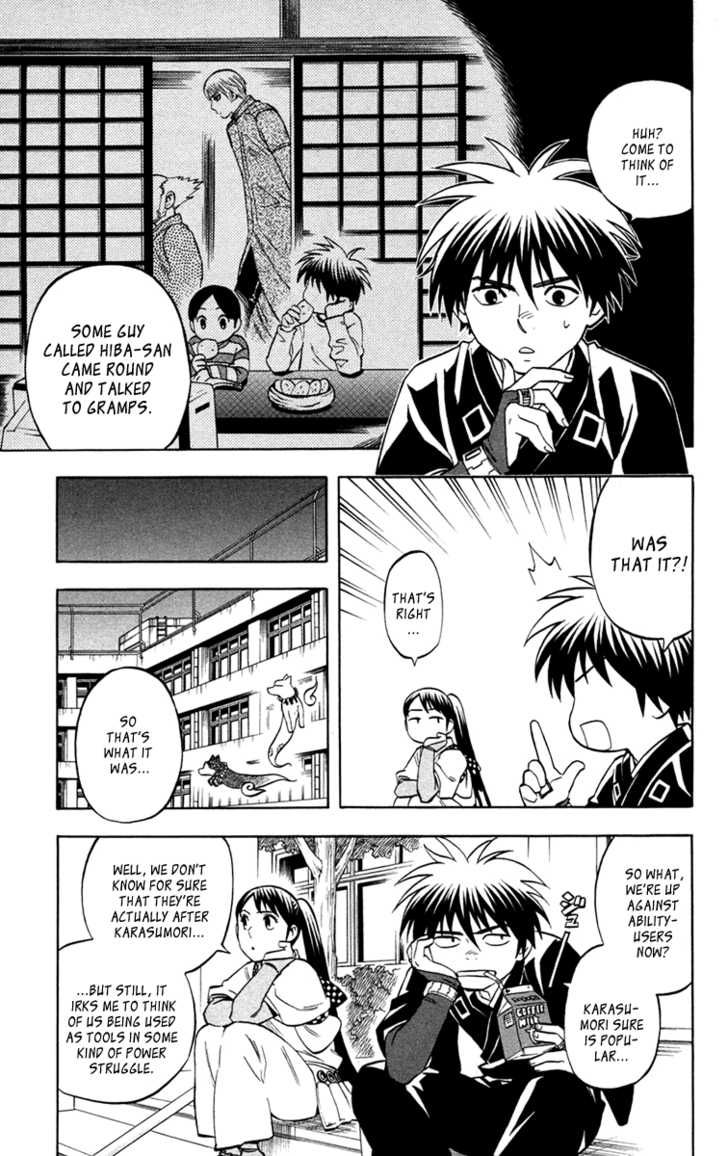 HUH?
COME TO
THINK OF
IT...
SOME GUY
CALLED HIBA-SAN
CAME ROUND
AND TALKED
TO GRAMPS.
WAS
THAT IT?!
THAT'S
RIGHT
...
SO
THAT'S
WHAT IT
WAS...
SO WHAT,
WE'RE UP
AGAINST
ABILITY-
USERS
NOW?
KARASU-
MORI SURE
IS POPU-
LAR...
WELL, WE DON'T
KNOW FOR SURE
THAT THEY'RE
ACTUALLY AFTER
KARASUMORI...
...BUT STILL, IT
IRKS ME TO THINK
OF US BEING USED
AS TOOLS IN SOME
KIND OF POWER
STRUGGLE.